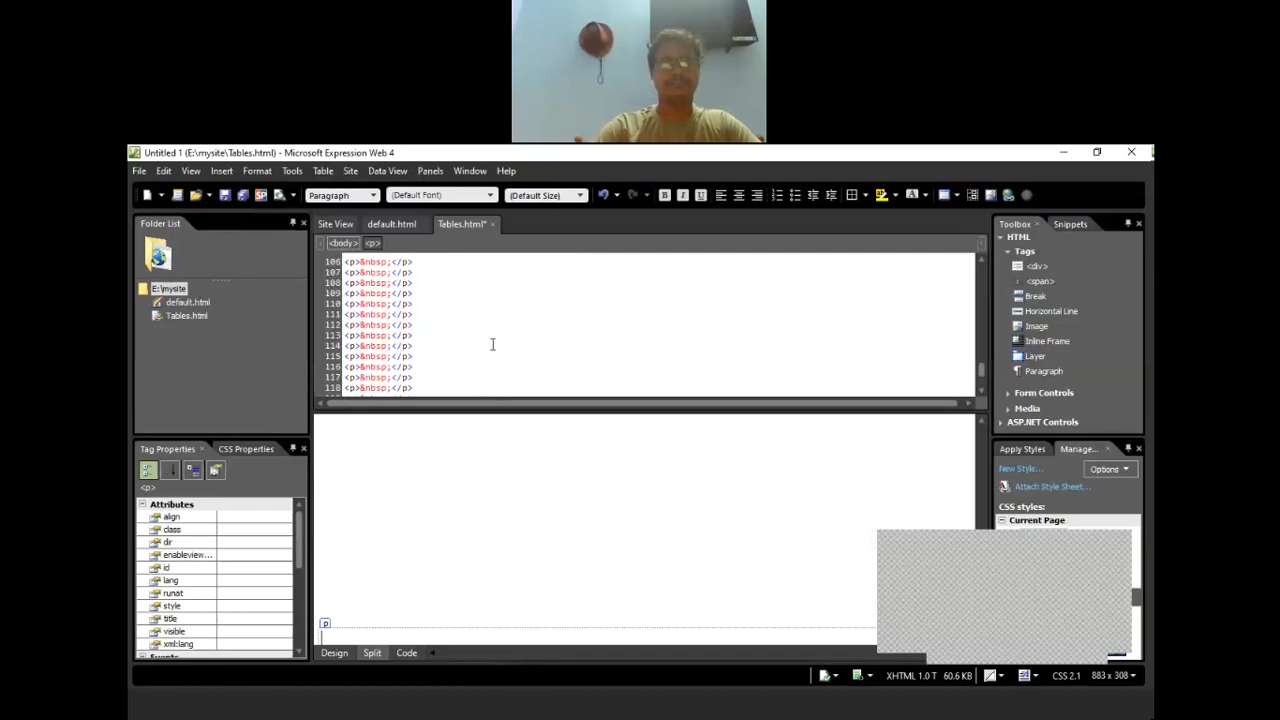 Untitled 1 (E:\mysite\Tables.html) - Microsoft Expression Web 4
File Edit View Insert Format Tools Table Site Data View Panels Window Help
Paragraph (Default Font) (Default Size) B I U A
Folder List
E:\mysite
default.html
Tables.html
Site View default.html Tables.html*
<body> <p>
106 <p>&nbsp;</p>
107 <p>&nbsp;</p>
108 <p>&nbsp;</p>
109 <p>&nbsp;</p>
110 <p>&nbsp;</p>
111 <p>&nbsp;</p>
112 <p>&nbsp;</p>
113 <p>&nbsp;</p>
114 <p>&nbsp;</p>
115 <p>&nbsp;</p>
116 <p>&nbsp;</p>
117 <p>&nbsp;</p>
118 <p>&nbsp;</p>
p
Design Split Code
Toolbox Snippets
HTML
Tags
<div>
<span>
Break
Horizontal Line
Image
Inline Frame
Layer
Paragraph
Form Controls
Media
ASP.NET Controls
Tag Properties CSS Properties
<p>
Attributes
align
class
dir
enableview...
id
lang
runat
style
title
visible
xml:lang
Events
Apply Styles Manage...
New Style... Options
Attach Style Sheet...
CSS styles:
Current Page
XHTML 1.0 T 60.6 KB CSS 2.1 883 x 308